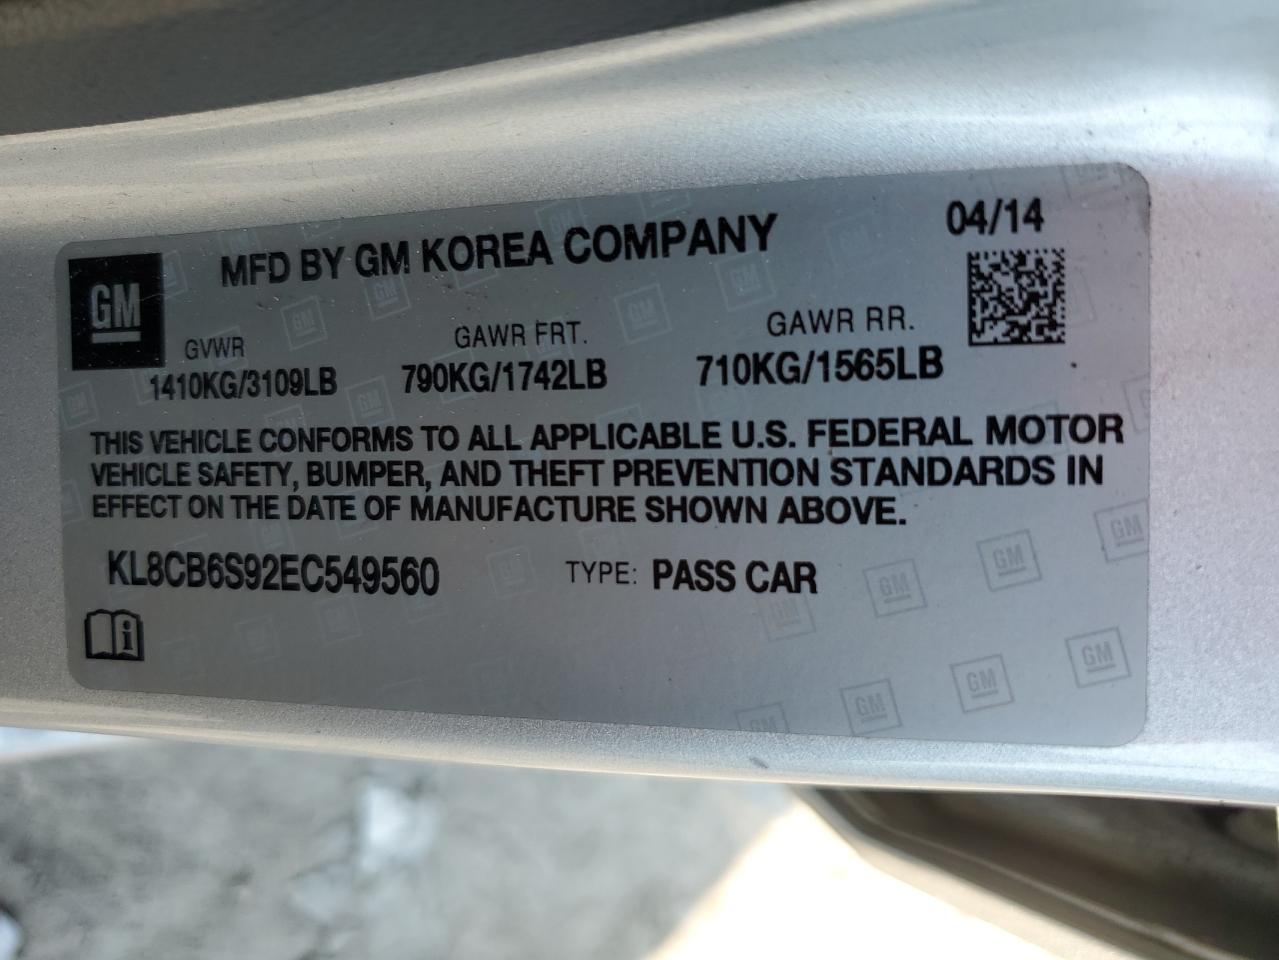 MFD BY GM KOREA COMPANY 04/14
GM
GVWR GAWR FRT. GAWR RR.
1410KG/3109LB 790KG/1742LB 710KG/1565LB
THIS VEHICLE CONFORMS TO ALL APPLICABLE U.S. FEDERAL MOTOR
VEHICLE SAFETY, BUMPER, AND THEFT PREVENTION STANDARDS IN
EFFECT ON THE DATE OF MANUFACTURE SHOWN ABOVE.
KL8CB6S92EC549560 TYPE: PASS CAR